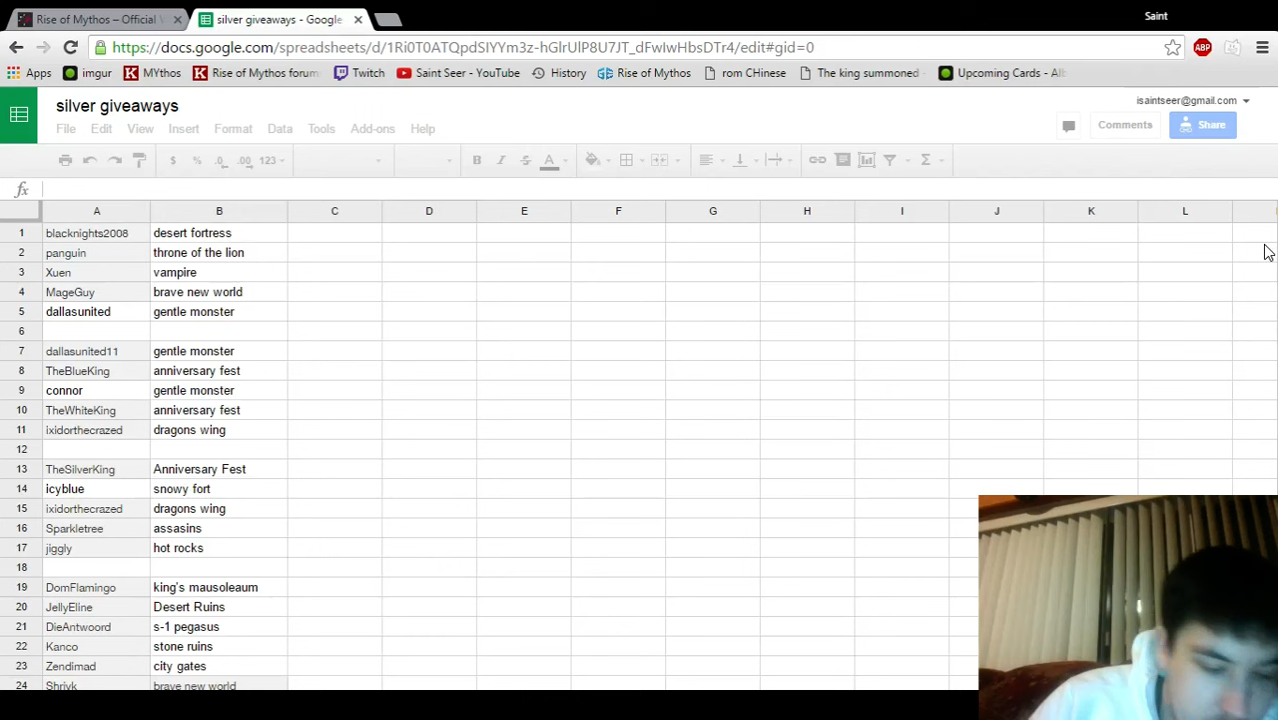 Rise of Mythos – Official
silver giveaways - Google
Saint
https://docs.google.com/spreadsheets/d/1Ri0T0ATQpdSIYYm3z-hGlrUlP8U7JT_dFwIwHbsDTr4/edit#gid=0
ABP
Apps imgur MYthos Rise of Mythos forum Twitch Saint Seer - YouTube History Rise of Mythos rom CHinese The king summoned Upcoming Cards - Alb
silver giveaways
isaintseer@gmail.com
File Edit View Insert Format Data Tools Add-ons Help
Comments Share
$ % .0 .00 123 B I S A Σ
fx
A B C D E F G H I J K L
1 blacknights2008 desert fortress
2 panguin throne of the lion
3 Xuen vampire
4 MageGuy brave new world
5 dallasunited gentle monster
6
7 dallasunited11 gentle monster
8 TheBlueKing anniversary fest
9 connor gentle monster
10 TheWhiteKing anniversary fest
11 ixidorthecrazed dragons wing
12
13 TheSilverKing Anniversary Fest
14 icyblue snowy fort
15 ixidorthecrazed dragons wing
16 Sparkletree assasins
17 jiggly hot rocks
18
19 DomFlamingo king's mausoleaum
20 JellyEline Desert Ruins
21 DieAntwoord s-1 pegasus
22 Kanco stone ruins
23 Zendimad city gates
24 Shrivk brave new world